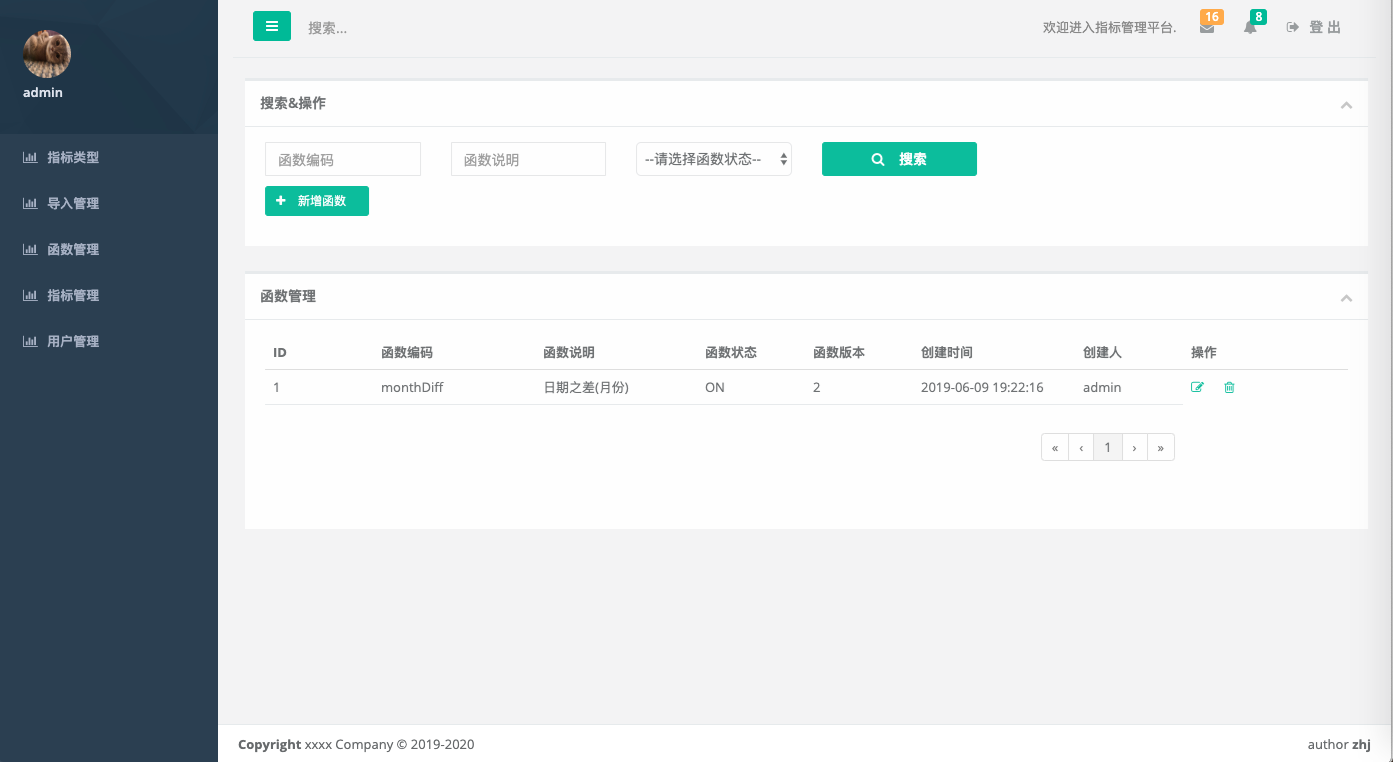 admin
指标类型
导入管理
函数管理
指标管理
用户管理
搜索...
欢迎进入指标管理平台.
16
8
登 出
搜索&操作
函数编码
函数说明
--请选择函数状态--
搜索
新增函数
函数管理
ID 函数编码 函数说明 函数状态 函数版本 创建时间 创建人 操作
1 monthDiff 日期之差(月份) ON 2 2019-06-09 19:22:16 admin
« ‹ 1 › »
Copyright xxxx Company © 2019-2020
author zhj